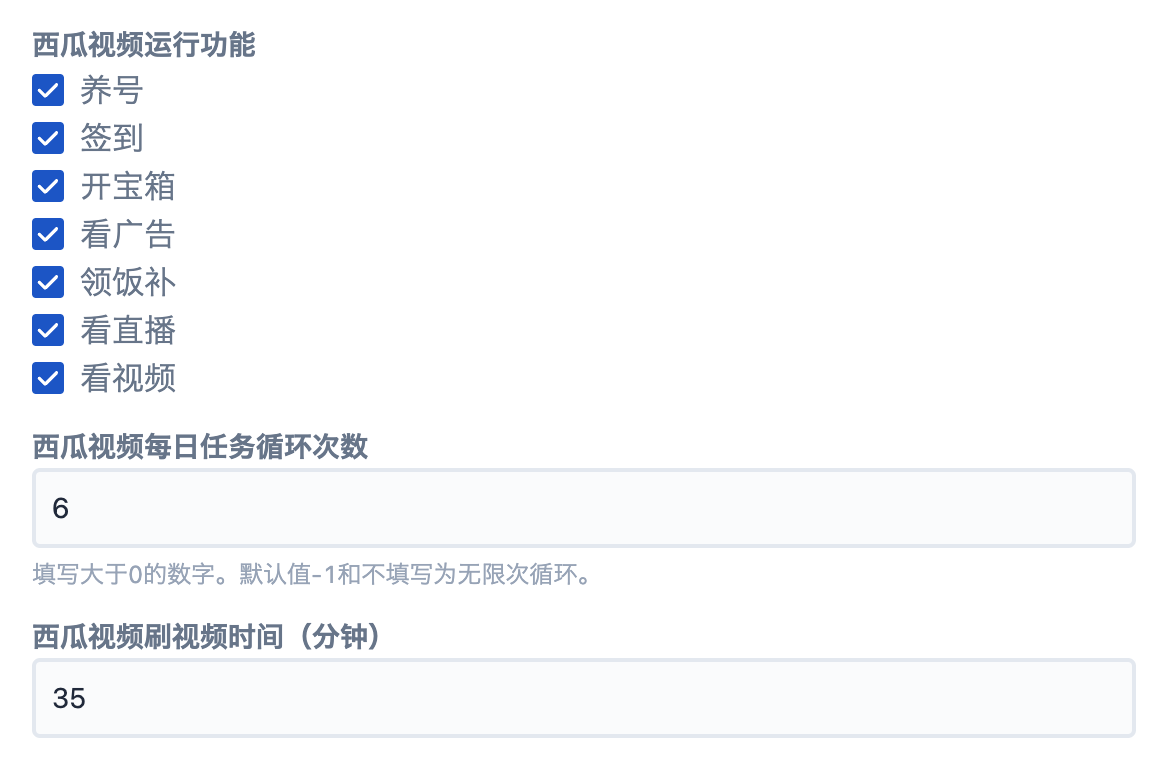 西瓜视频运行功能
养号
签到
开宝箱
看广告
领饭补
看直播
看视频
西瓜视频每日任务循环次数
6
填写大于0的数字。默认值-1和不填写为无限次循环。
西瓜视频刷视频时间（分钟）
35